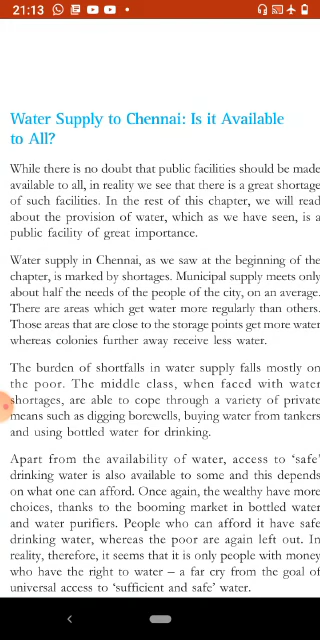 21:13
Water Supply to Chennai: Is it Available
to All?
While there is no doubt that public facilities should be made
available to all, in reality we see that there is a great shortage
of such facilities. In the rest of this chapter, we will read
about the provision of water, which as we have seen, is a
public facility of great importance.
Water supply in Chennai, as we saw at the beginning of the
chapter, is marked by shortages. Municipal supply meets only
about half the needs of the people of the city, on an average.
There are areas which get water more regularly than others.
Those areas that are close to the storage points get more water
whereas colonies further away receive less water.
The burden of shortfalls in water supply falls mostly on
the poor. The middle class, when faced with water
shortages, are able to cope through a variety of private
means such as digging borewells, buying water from tankers
and using bottled water for drinking.
Apart from the availability of water, access to ‘safe’
drinking water is also available to some and this depends
on what one can afford. Once again, the wealthy have more
choices, thanks to the booming market in bottled water
and water purifiers. People who can afford it have safe
drinking water, whereas the poor are again left out. In
reality, therefore, it seems that it is only people with money
who have the right to water – a far cry from the goal of
universal access to ‘sufficient and safe’ water.